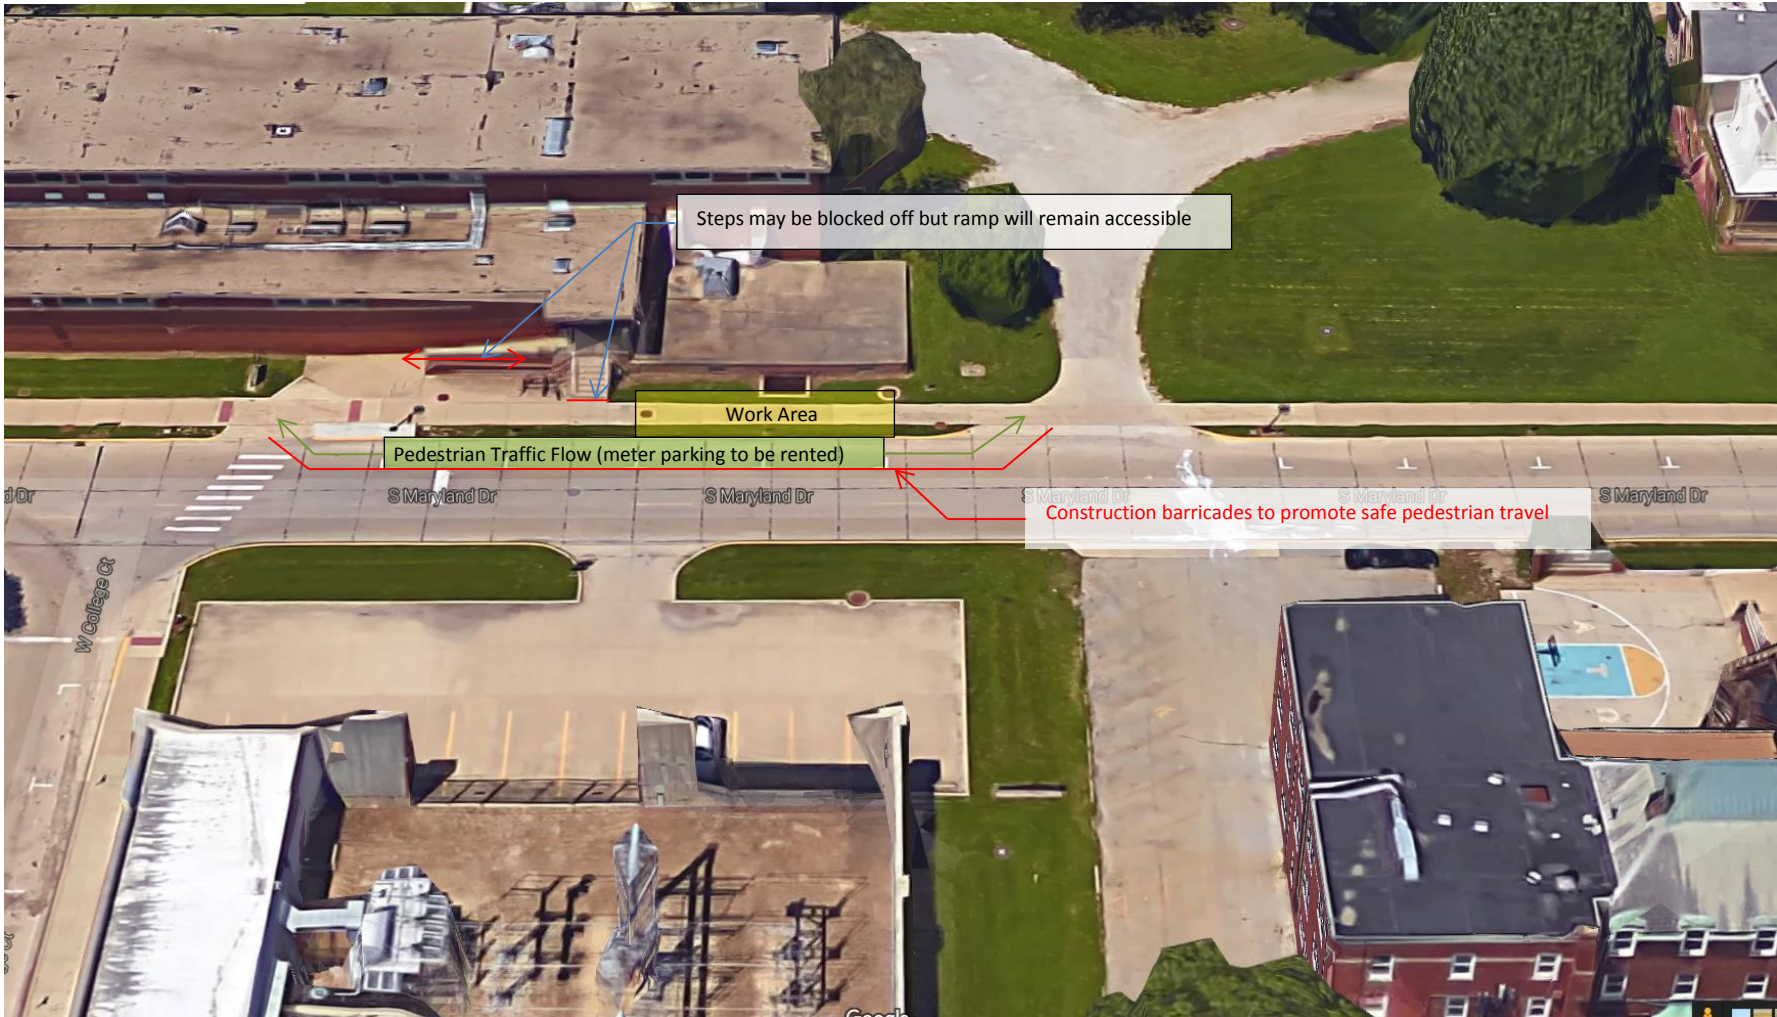 Steps may be blocked off but ramp will remain accessible
Work Area
Pedestrian Traffic Flow (meter parking to be rented)
d Dr
S Maryland Dr
S Maryland Dr
S Maryland Dr
S Maryland Dr
S Maryland Dr
Construction barricades to promote safe pedestrian travel
W College Ct
Google